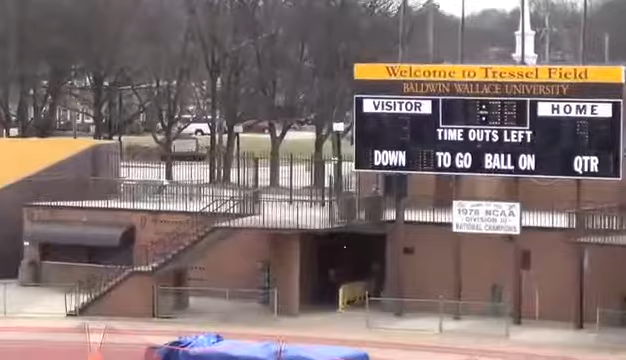 Welcome to Tressel Field
BALDWIN WALLACE UNIVERSITY
VISITOR
HOME
TIME OUTS LEFT
DOWN
TO GO
BALL ON
QTR
1978 NCAA
DIVISION III
NATIONAL CHAMPIONS